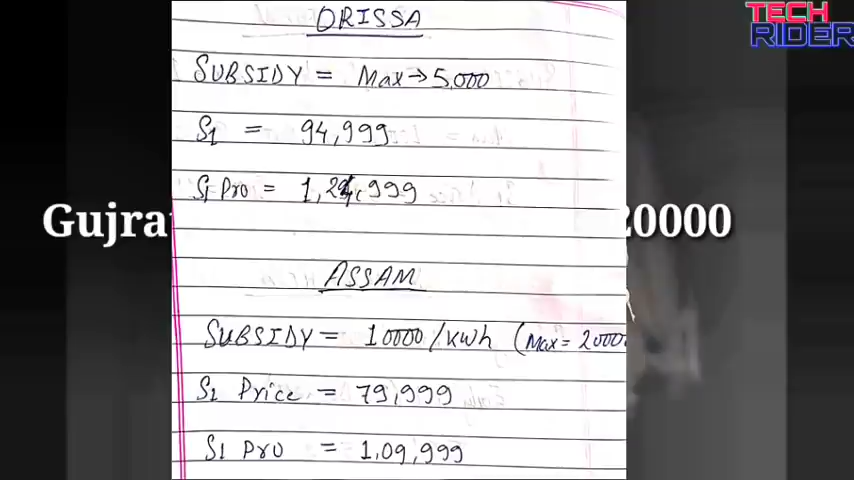 TECH
RIDER
ORISSA
SUBSIDY = Max → 5,000
S1 = 94,999
S1 Pro = 1,24,999
Gujra 20000
ASSAM
SUBSIDY = 10000/kwh (Max = 20000
S1 Price = 79,999
S1 Pro = 1,09,999